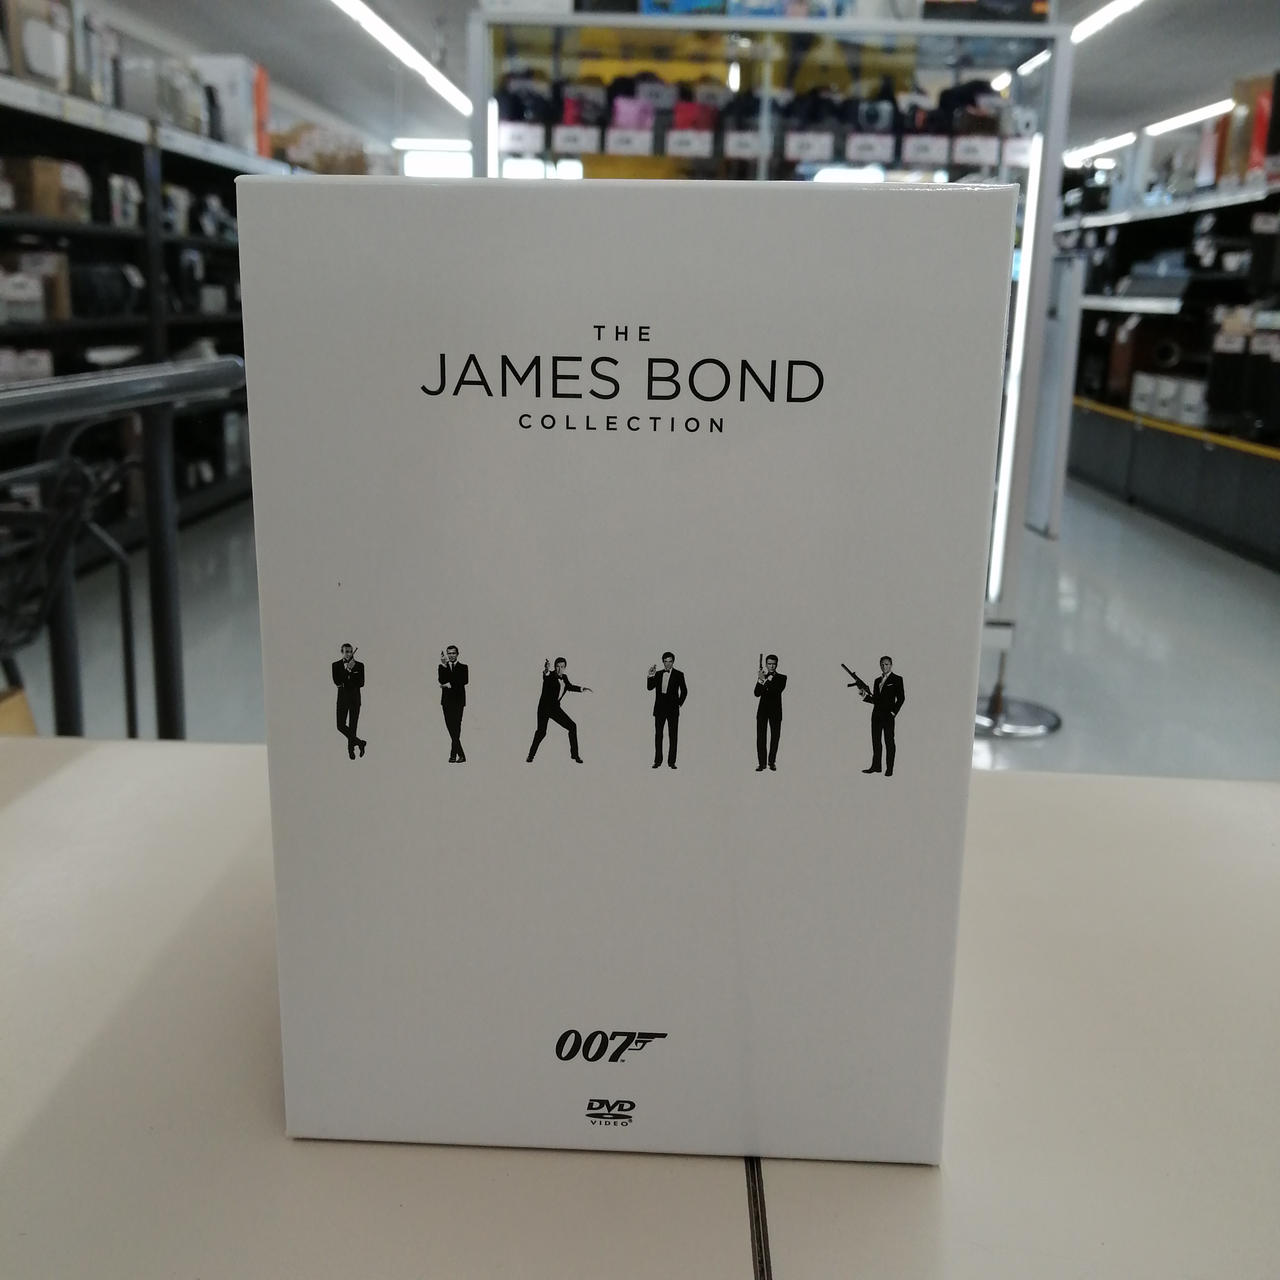 THE
JAMES BOND
COLLECTION
007
DVD
VIDEO